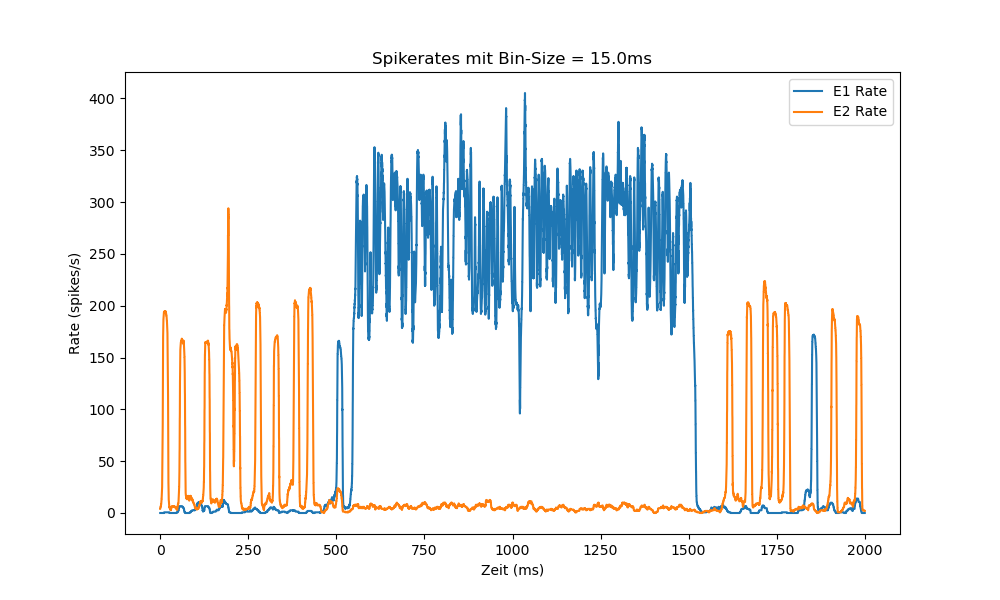 Spikerates mit Bin-Size = 15.0ms
E1 Rate
E2 Rate
400
350
300
250
200
150
100
50
0
Rate (spikes/s)
0 250 500 750 1000 1250 1500 1750 2000
Zeit (ms)